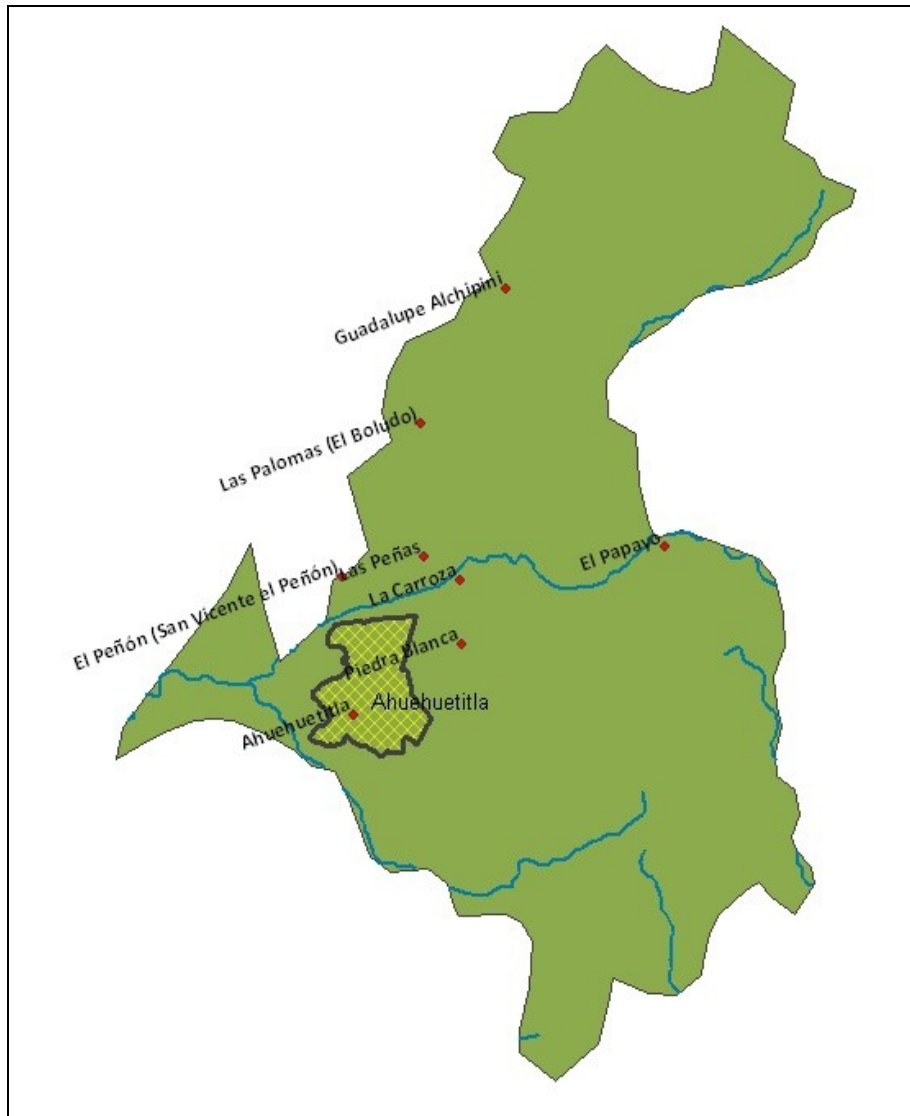 Guadalupe Alchipini
Las Palomas (El Boludo)
El Papayo
Las Peñas
El Peñón (San Vicente el Peñón)
La Carroza
Piedra Blanca
Ahuehuetitla
Ahuehuetitla